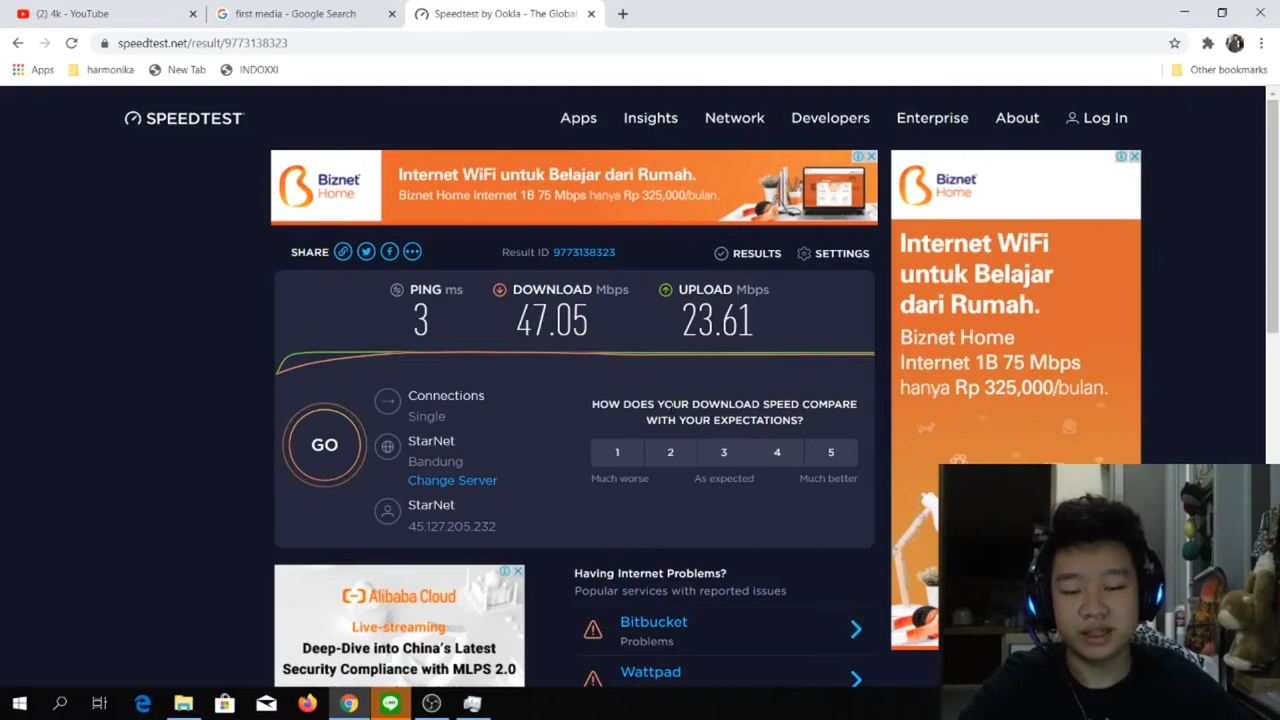 (2) 4k - YouTube
first media - Google Search
Speedtest by Ookla - The Global
speedtest.net/result/9773138323
Apps
harmonika
New Tab
INDOXXI
Other bookmarks
SPEEDTEST
Apps
Insights
Network
Developers
Enterprise
About
Log In
Biznet
Home
Internet WiFi untuk Belajar dari Rumah.
Biznet Home Internet 1B 75 Mbps hanya Rp 325,000/bulan.
SHARE
Result ID 9773138323
RESULTS
SETTINGS
PING ms
DOWNLOAD Mbps
UPLOAD Mbps
3
47.05
23.61
Connections
Single
StarNet
Bandung
Change Server
StarNet
45.127.205.232
GO
HOW DOES YOUR DOWNLOAD SPEED COMPARE
WITH YOUR EXPECTATIONS?
1 2 3 4 5
Much worse
As expected
Much better
Biznet
Home
Internet WiFi
untuk Belajar
dari Rumah.
Biznet Home
Internet 1B 75 Mbps
hanya Rp 325,000/bulan.
Alibaba Cloud
Live-streaming
Deep-Dive into China's Latest
Security Compliance with MLPS 2.0
Having Internet Problems?
Popular services with reported issues
Bitbucket
Problems
Wattpad
LINE